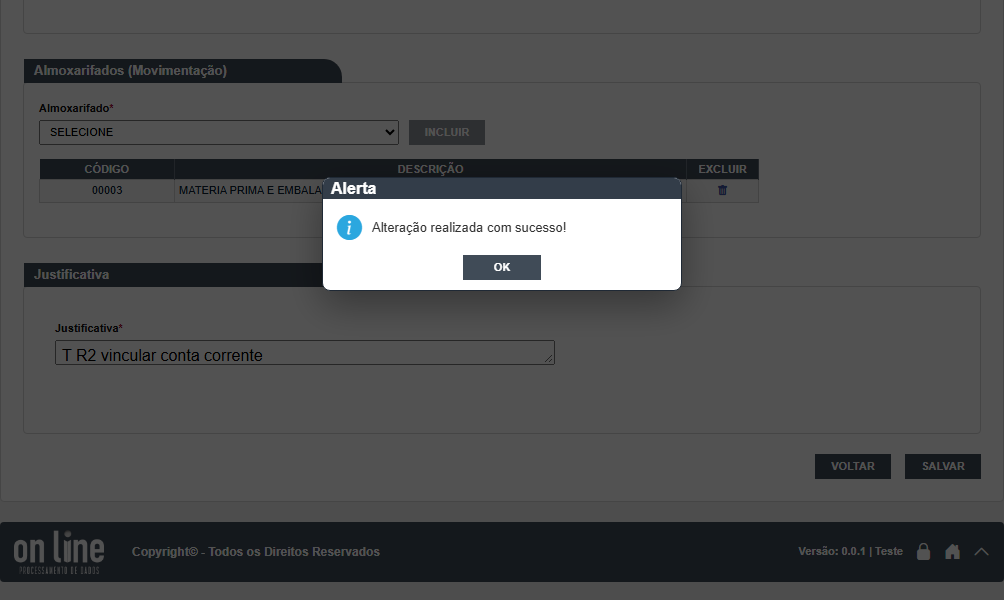 Almoxarifados (Movimentação)
Almoxarifado*
SELECIONE
INCLUIR
CÓDIGO DESCRIÇÃO EXCLUIR
00003 MATERIA PRIMA E
Alerta
i Alteração realizada com sucesso!
OK
Justificativa
Justificativa*
T R2 vincular conta corrente
VOLTAR SALVAR
on line
PROCESSAMENTO DE DADOS
Copyright© - Todos os Direitos Reservados
Versão: 0.0.1 | Teste